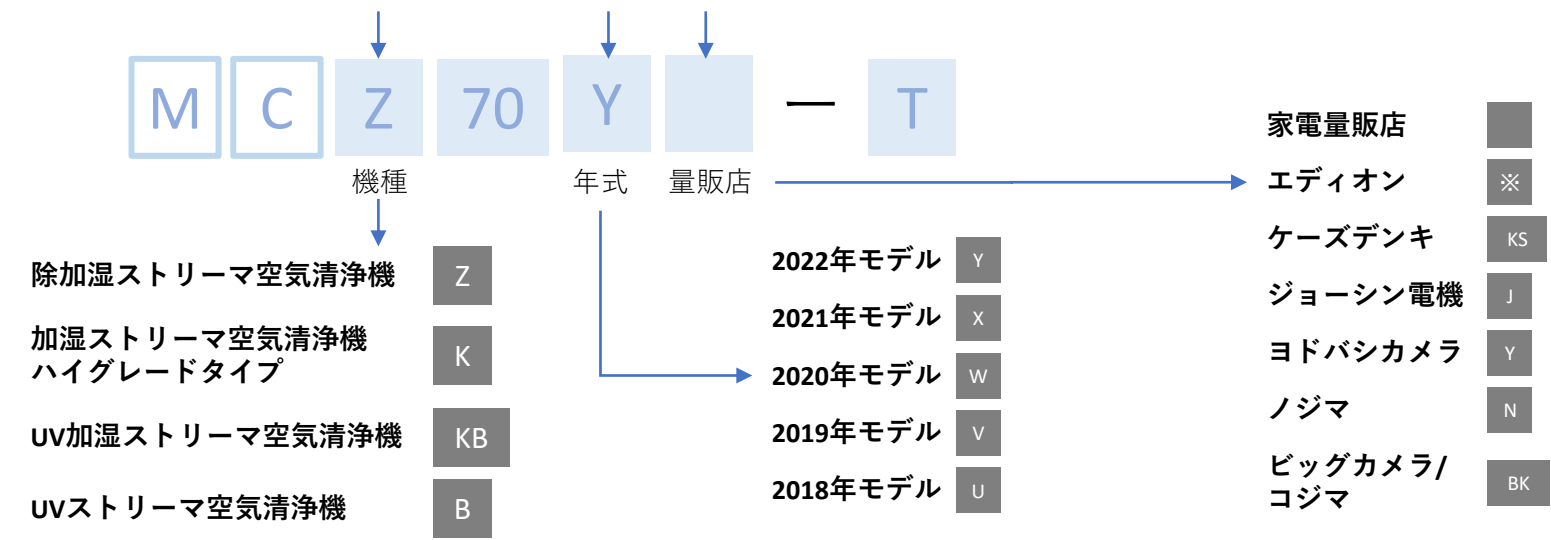 M C Z 70 Y ー T
機種 年式 量販店
除加湿ストリーマ空気清浄機 Z
加湿ストリーマ空気清浄機
ハイグレードタイプ K
UV加湿ストリーマ空気清浄機 KB
UVストリーマ空気清浄機 B
2022年モデル Y
2021年モデル X
2020年モデル W
2019年モデル V
2018年モデル U
家電量販店
エディオン ※
ケーズデンキ KS
ジョーシン電機 J
ヨドバシカメラ Y
ノジマ N
ビッグカメラ/
コジマ BK